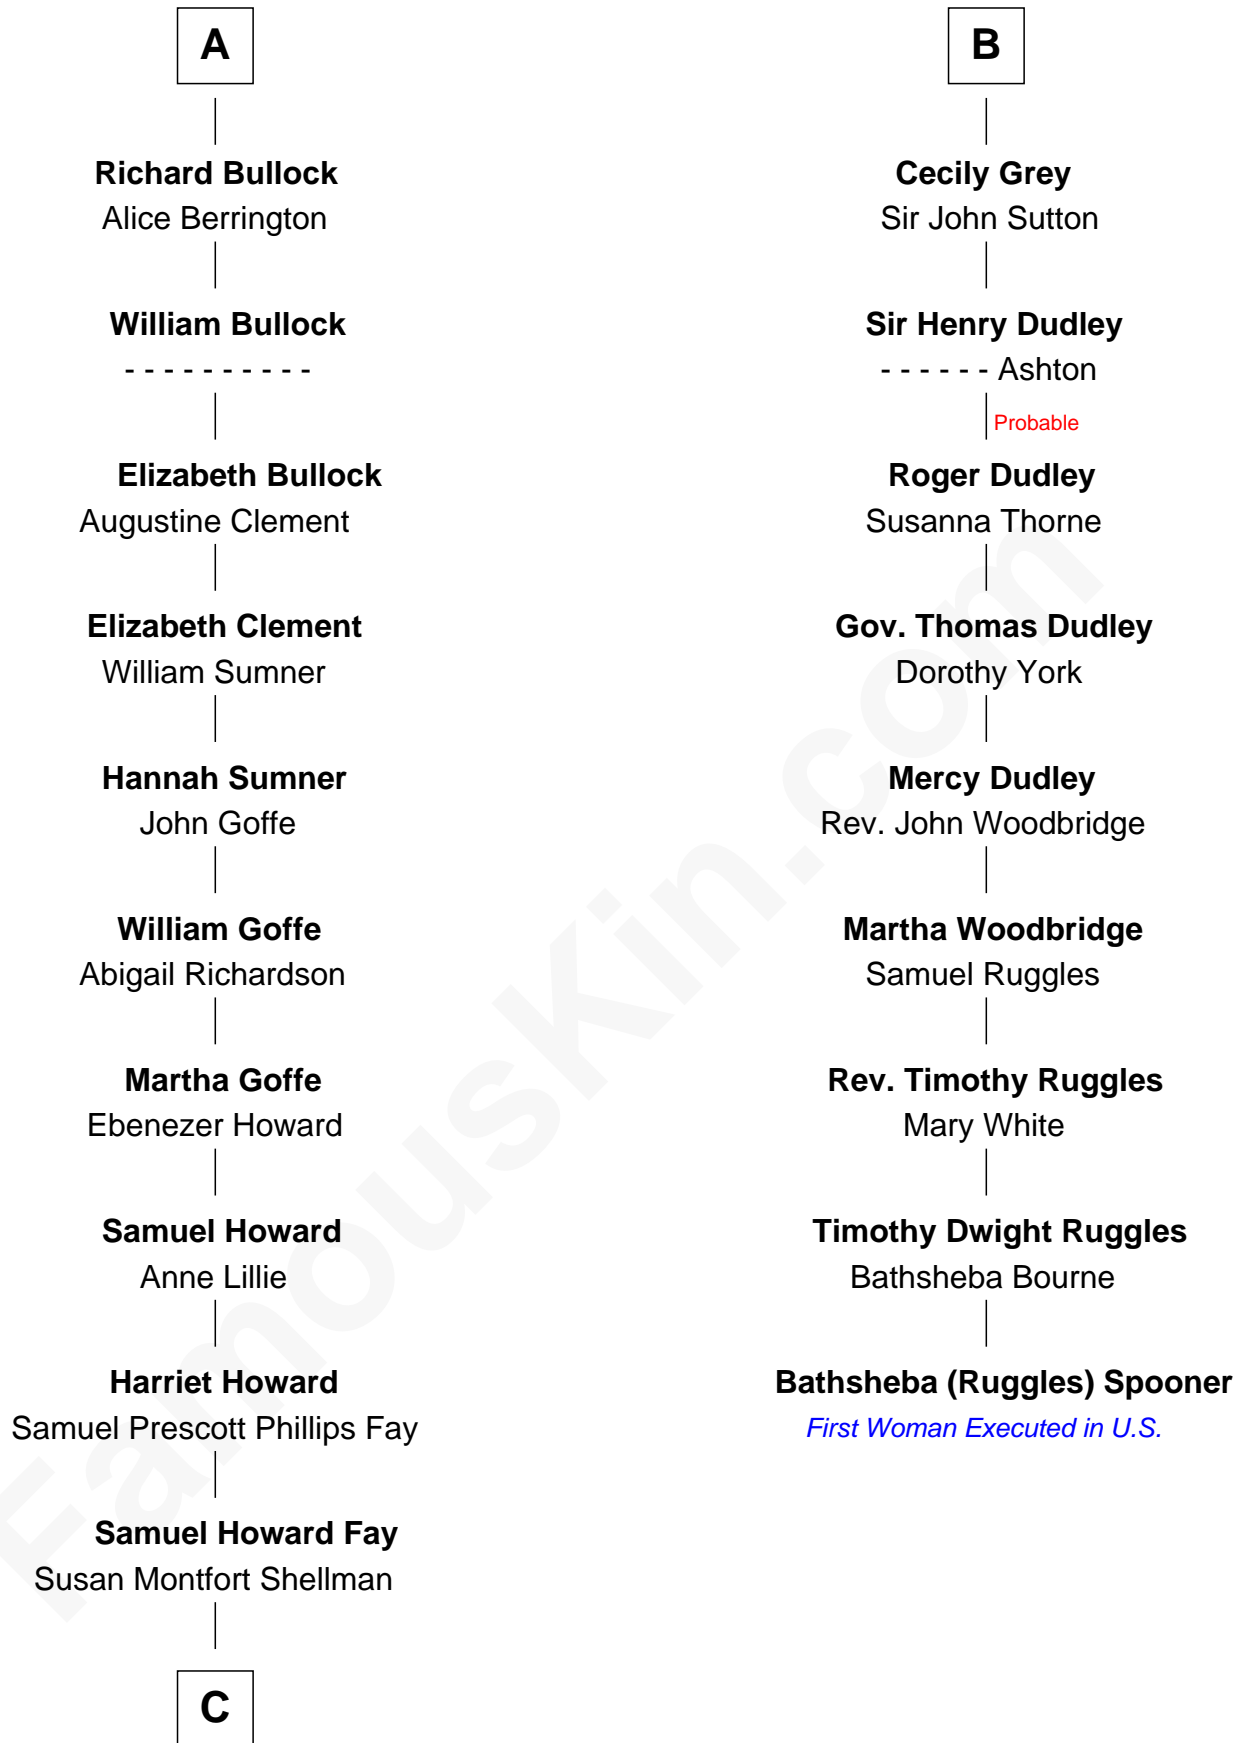 A
Richard Bullock
Alice Berrington
William Bullock
- - - - - - - - - -
Elizabeth Bullock
Augustine Clement
Elizabeth Clement
William Sumner
Hannah Sumner
John Goffe
William Goffe
Abigail Richardson
Martha Goffe
Ebenezer Howard
Samuel Howard
Anne Lillie
Harriet Howard
Samuel Prescott Phillips Fay
Samuel Howard Fay
Susan Montfort Shellman
C
B
Cecily Grey
Sir John Sutton
Sir Henry Dudley
- - - - - - Ashton
Probable
Roger Dudley
Susanna Thorne
Gov. Thomas Dudley
Dorothy York
Mercy Dudley
Rev. John Woodbridge
Martha Woodbridge
Samuel Ruggles
Rev. Timothy Ruggles
Mary White
Timothy Dwight Ruggles
Bathsheba Bourne
Bathsheba (Ruggles) Spooner
First Woman Executed in U.S.
FamousKin.com